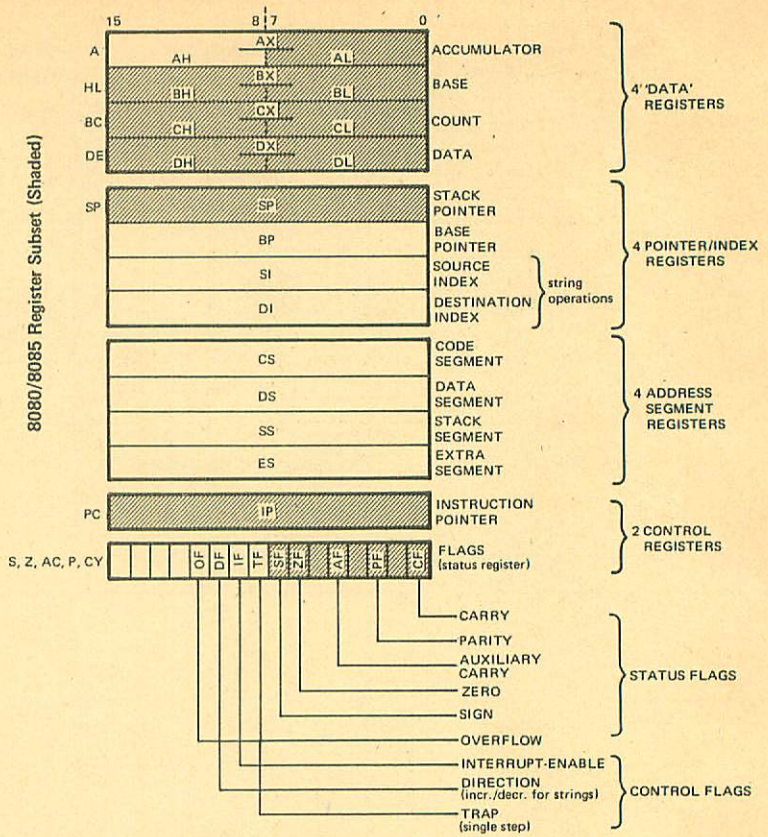 15 8 7 0
A AX AH AL ACCUMULATOR
HL BX BH BL BASE
BC CX CH CL COUNT
DE DX DH DL DATA
4 'DATA' REGISTERS
8080/8085 Register Subset (Shaded)
SP SP STACK POINTER
BP BASE POINTER
SI SOURCE INDEX
DI DESTINATION INDEX
string operations
4 POINTER/INDEX REGISTERS
CS CODE SEGMENT
DS DATA SEGMENT
SS STACK SEGMENT
ES EXTRA SEGMENT
4 ADDRESS SEGMENT REGISTERS
PC IP INSTRUCTION POINTER
S, Z, AC, P, CY OF DF IF TF SF ZF AF PF CF FLAGS (status register)
2 CONTROL REGISTERS
CARRY
PARITY
AUXILIARY CARRY
ZERO
SIGN
OVERFLOW
STATUS FLAGS
INTERRUPT-ENABLE
DIRECTION (incr./decr. for strings)
TRAP (single step)
CONTROL FLAGS